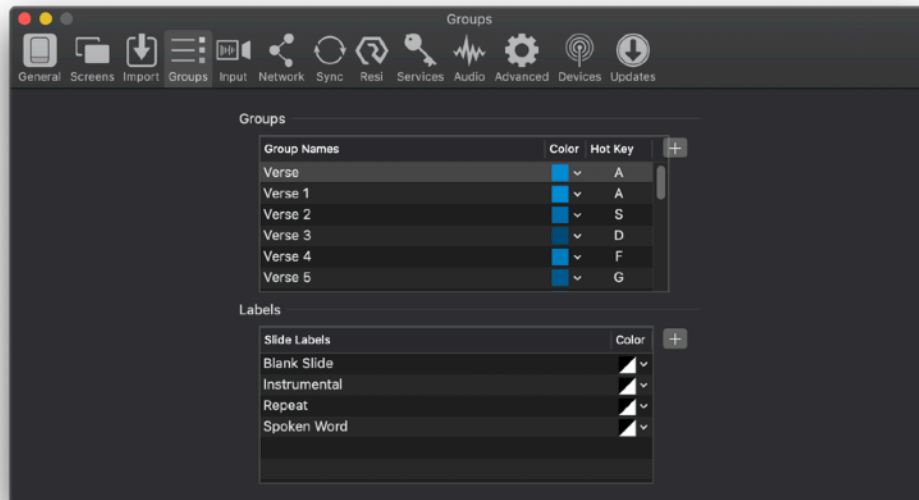 Groups
General Screens Import Groups Input Network Sync Resi Services Audio Advanced Devices Updates
Groups
Group Names Color Hot Key
Verse A
Verse 1 A
Verse 2 S
Verse 3 D
Verse 4 F
Verse 5 G
Labels
Slide Labels Color
Blank Slide
Instrumental
Repeat
Spoken Word